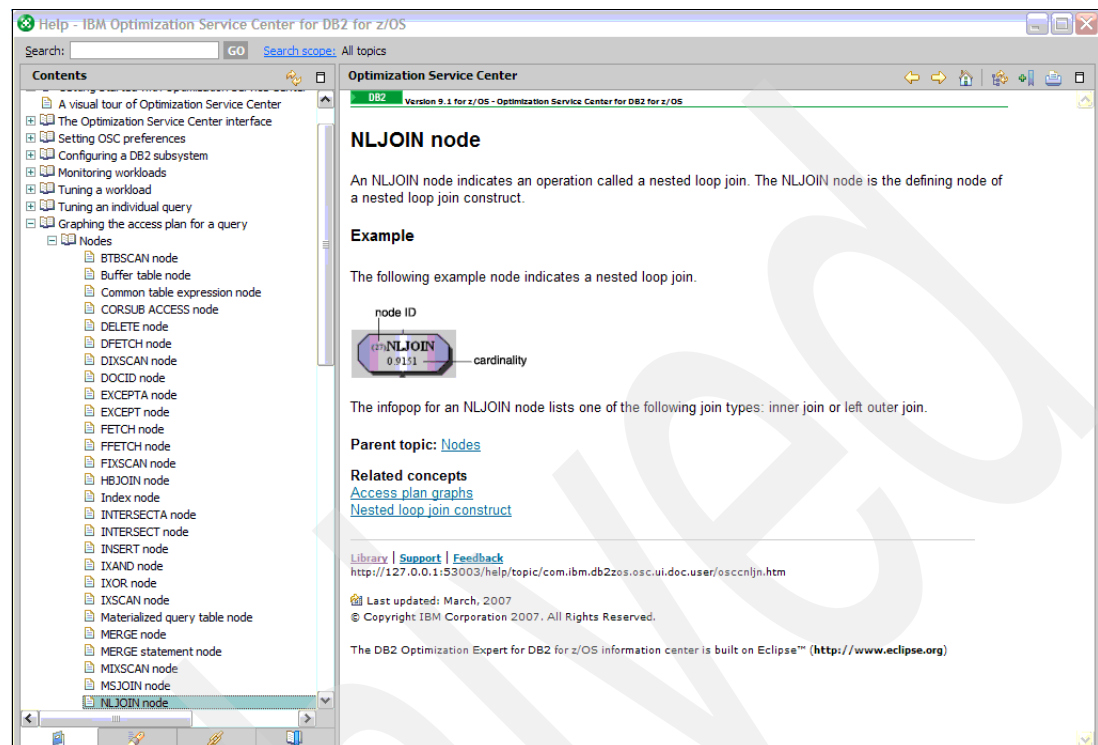 Help - IBM Optimization Service Center for DB2 for z/OS
Search: GO Search scope: All topics
Contents
A visual tour of Optimization Service Center
The Optimization Service Center interface
Setting OSC preferences
Configuring a DB2 subsystem
Monitoring workloads
Tuning a workload
Tuning an individual query
Graphing the access plan for a query
Nodes
BTBSCAN node
Buffer table node
Common table expression node
CORSUB ACCESS node
DELETE node
DFETCH node
DIXSCAN node
DOCID node
EXCEPTA node
EXCEPT node
FETCH node
FFETCH node
FIXSCAN node
HBJOIN node
Index node
INTERSECTA node
INTERSECT node
INSERT node
IXAND node
IXOR node
IXSCAN node
Materialized query table node
MERGE node
MERGE statement node
MIXSCAN node
MSJOIN node
NLJOIN node
Optimization Service Center
DB2 Version 9.1 for z/OS - Optimization Service Center for DB2 for z/OS
NLJOIN node
An NLJOIN node indicates an operation called a nested loop join. The NLJOIN node is the defining node of
a nested loop join construct.
Example
The following example node indicates a nested loop join.
node ID
(27)NLJOIN
0.9151
cardinality
The infopop for an NLJOIN node lists one of the following join types: inner join or left outer join.
Parent topic: Nodes
Related concepts
Access plan graphs
Nested loop join construct
Library | Support | Feedback
http://127.0.0.1:53003/help/topic/com.ibm.db2zos.osc.ui.doc.user/osccnljn.htm
Last updated: March, 2007
© Copyright IBM Corporation 2007. All Rights Reserved.
The DB2 Optimization Expert for DB2 for z/OS information center is built on Eclipse™ (http://www.eclipse.org)